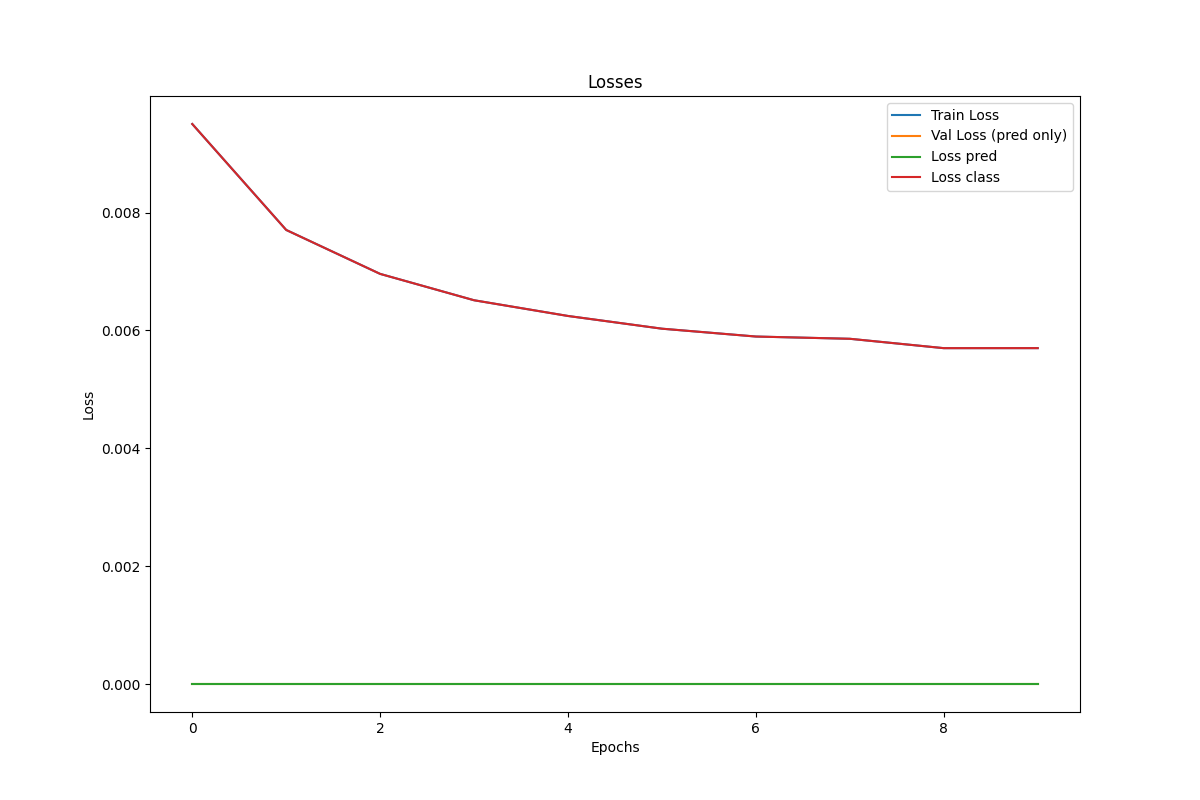 Losses
Train Loss
Val Loss (pred only)
Loss pred
Loss class
0.008
0.006
0.004
0.002
0.000
Loss
0 2 4 6 8
Epochs